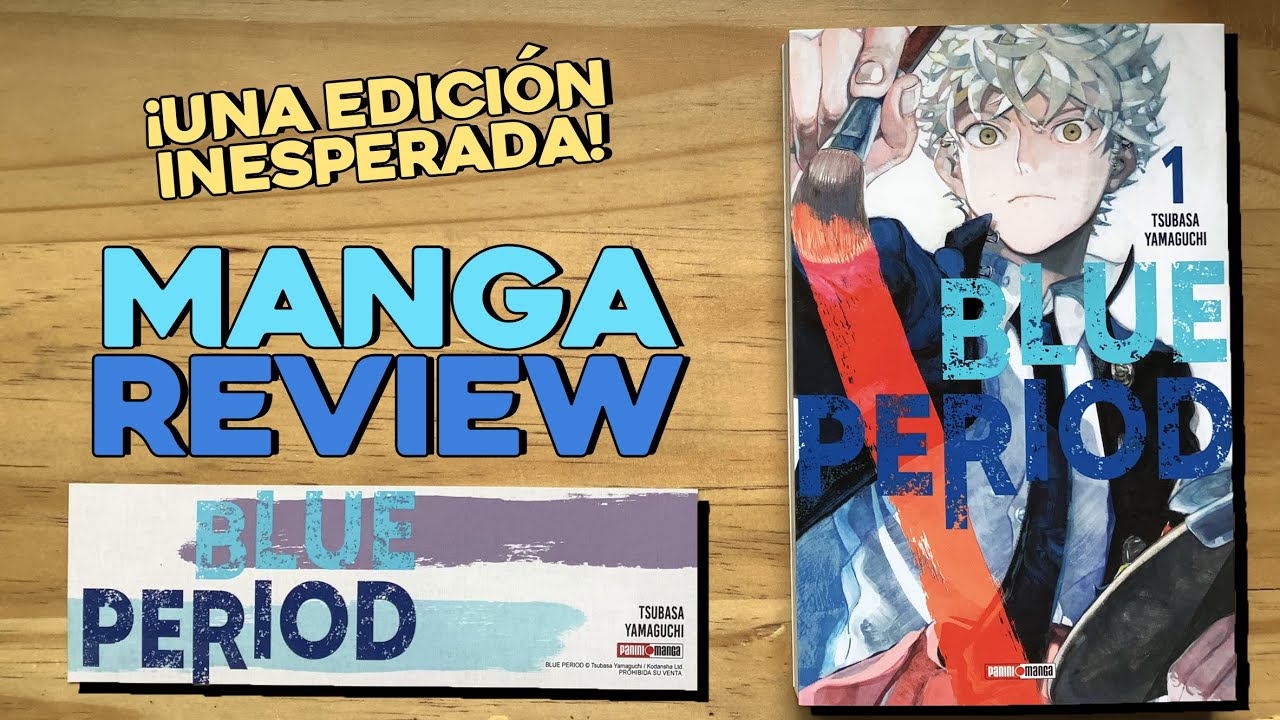 ¡UNA EDICIÓN
INESPERADA!
MANGA
REVIEW
BLUE
PERIOD
TSUBASA
YAMAGUCHI
PANINI manga
BLUE PERIOD © Tsubasa Yamaguchi / Kodansha Ltd.
PROHIBIDA SU VENTA
1
TSUBASA
YAMAGUCHI
BLUE
PERIOD
PANINI manga